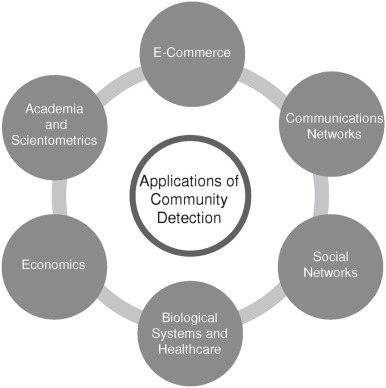 E-Commerce
Communications
Networks
Social
Networks
Biological
Systems and
Healthcare
Economics
Academia
and
Scientometrics
Applications of
Community
Detection